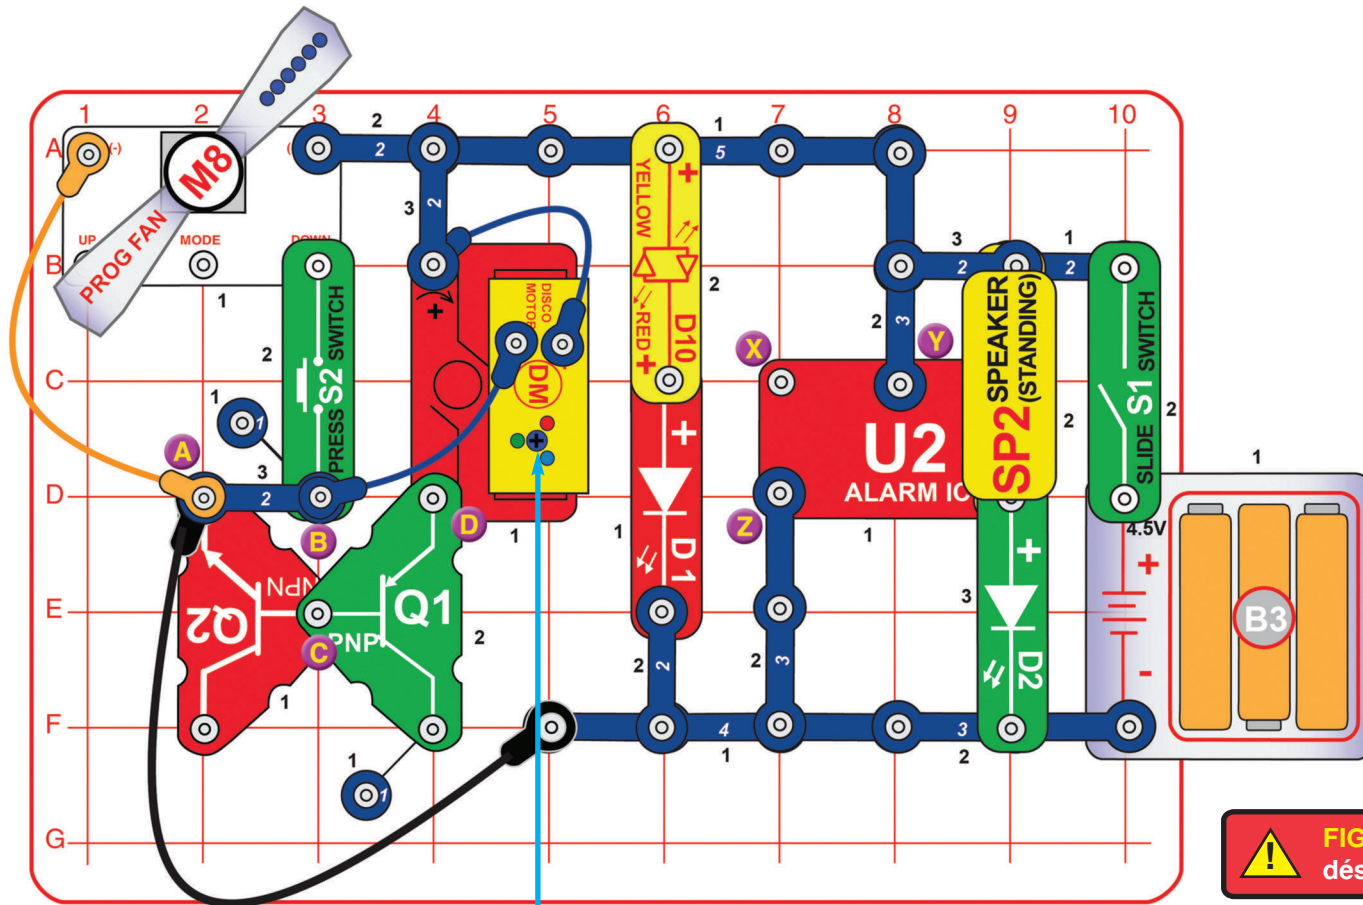 1 2 3 4 5 6 7 8 9 10
A
B
C
D
E
F
G
(-)
(
M8
PROG FAN
UP MODE DOWN
1
2
2
3
2
1
5
YELLOW
RED
D10
+
+
2
3
2
1
2
PRESS SWITCH
S2
2
1
1
3
2
DISCO
MOTOR
DM
+
+
1
X
Y
Z
U2
ALARM IC
1
2
3
SP2
SPEAKER
(STANDING)
2
SLIDE SWITCH
S1
2
A
B
C
D
Q2
NPN
1
Q1
PNP
2
1
1
+
D1
1
2
2
2
3
4
1
3
2
+
D2
3
4.5V
+
-
B3
1
!
FIG
dés